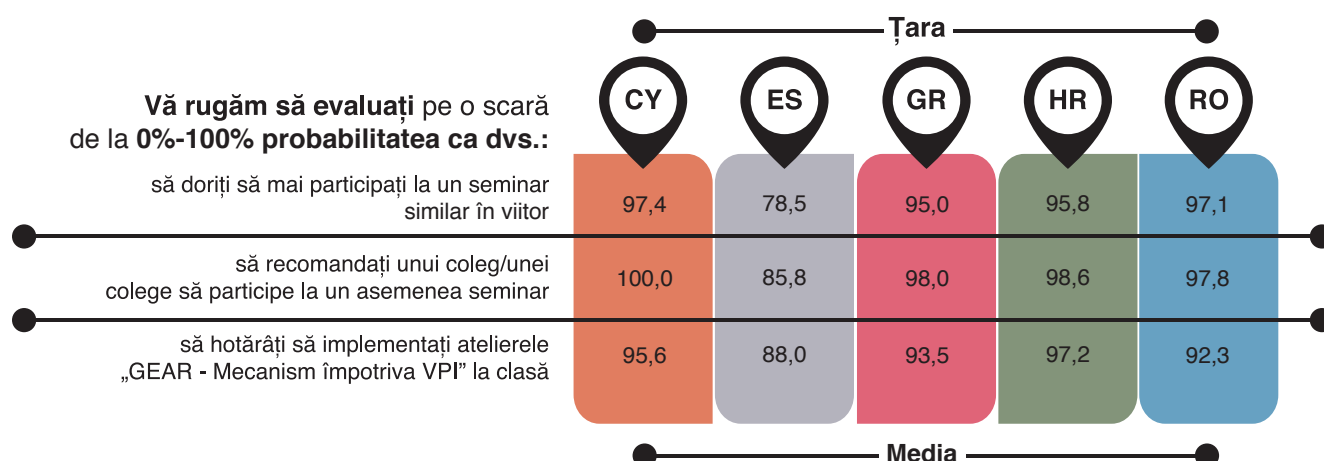 Țara
CY ES GR HR RO
Vă rugăm să evaluați pe o scară
de la 0%-100% probabilitatea ca dvs.:
să doriți să mai participați la un seminar
similar în viitor
97,4 78,5 95,0 95,8 97,1
să recomandați unui coleg/unei
colege să participe la un asemenea seminar
100,0 85,8 98,0 98,6 97,8
să hotărâți să implementați atelierele
„GEAR - Mecanism împotriva VPI” la clasă
95,6 88,0 93,5 97,2 92,3
Media